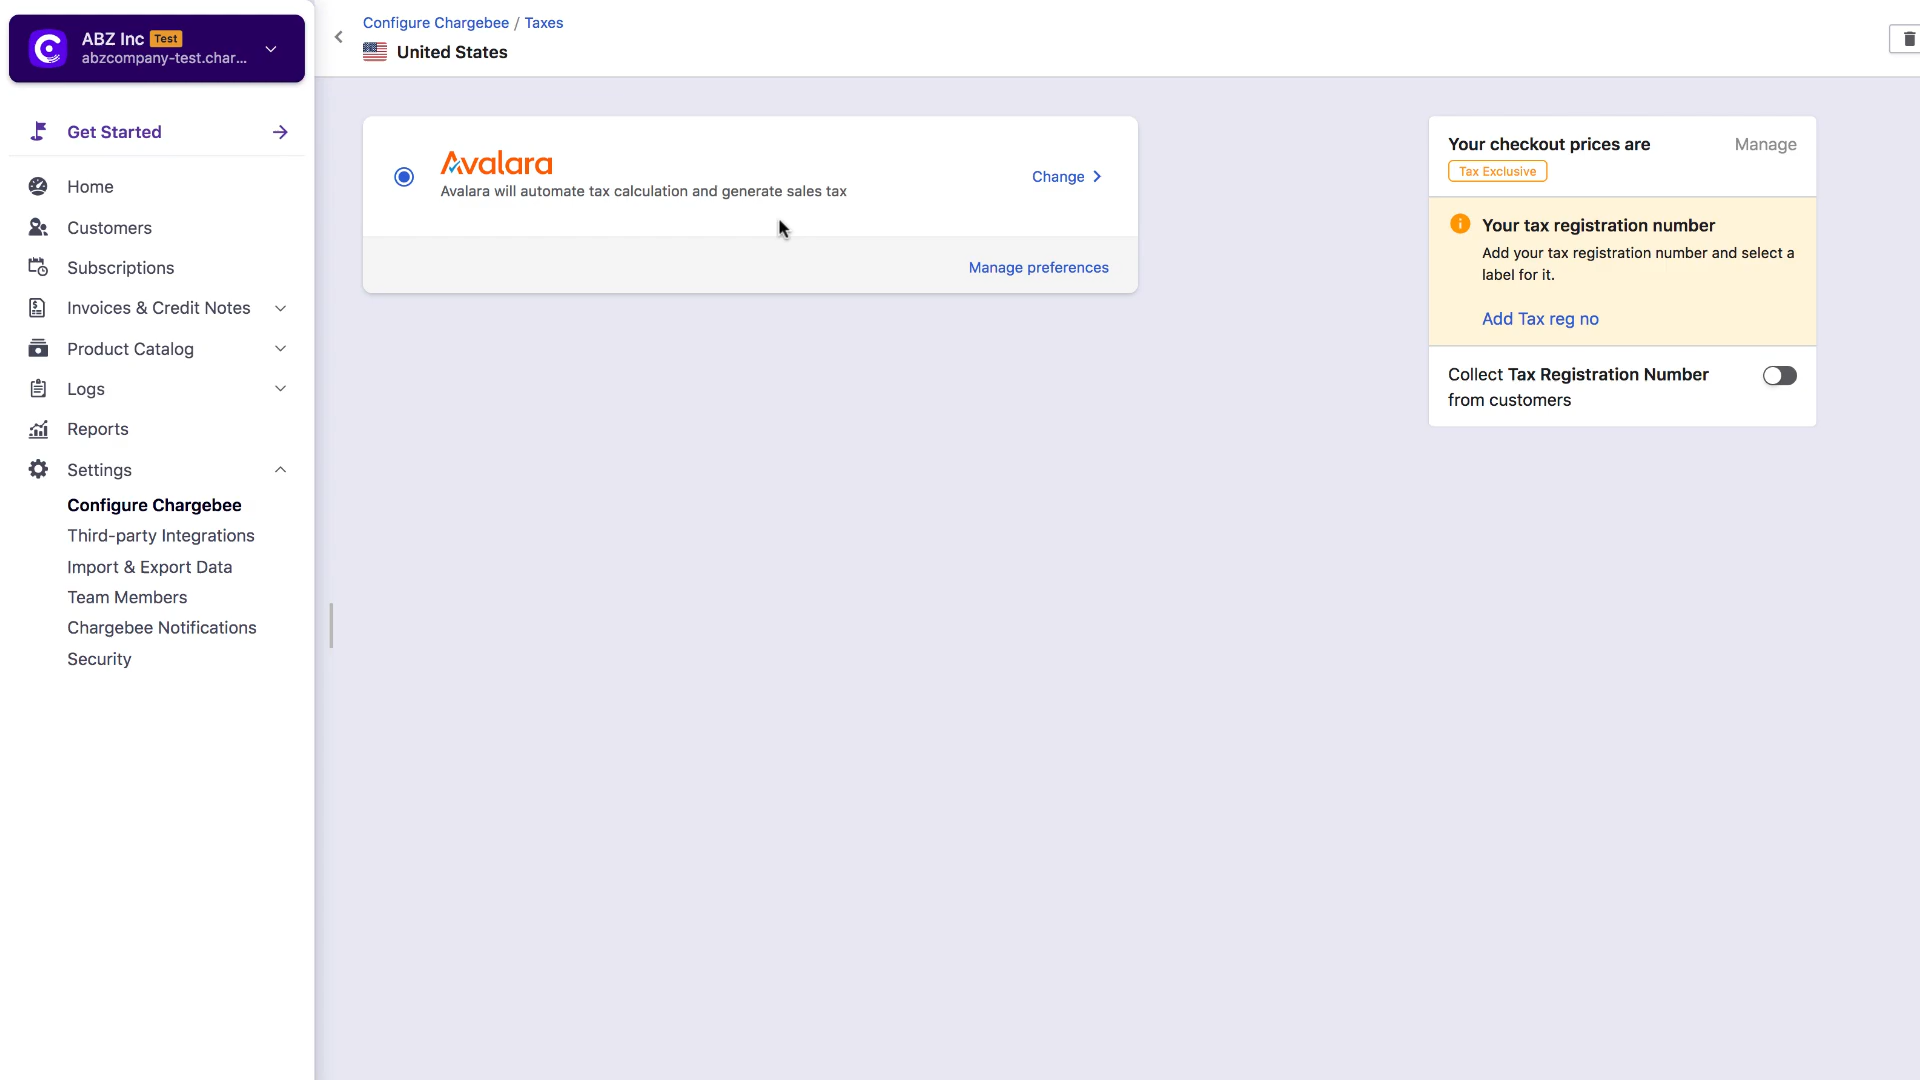 ABZ Inc Test
abzcompany-test.char...
Get Started
Home
Customers
Subscriptions
Invoices & Credit Notes
Product Catalog
Logs
Reports
Settings
Configure Chargebee
Third-party Integrations
Import & Export Data
Team Members
Chargebee Notifications
Security
Configure Chargebee / Taxes
United States
Avalara
Avalara will automate tax calculation and generate sales tax
Change
Manage preferences
Your checkout prices are
Manage
Tax Exclusive
Your tax registration number
Add your tax registration number and select a
label for it.
Add Tax reg no
Collect Tax Registration Number
from customers